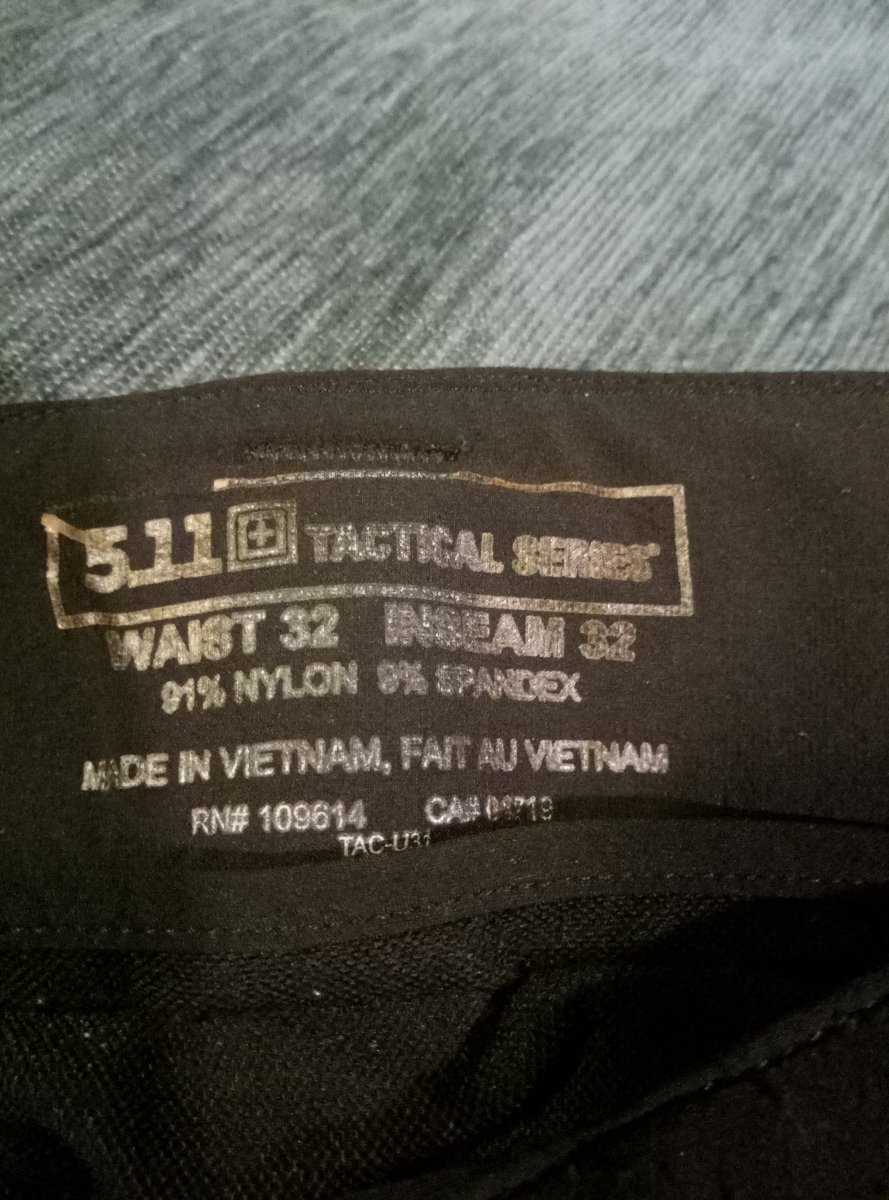 5.11 TACTICAL SERIES
WAIST 32 INSEAM 32
91% NYLON 9% SPANDEX
MADE IN VIETNAM, FAIT AU VIETNAM
RN# 109614 CA#
TAC-U31